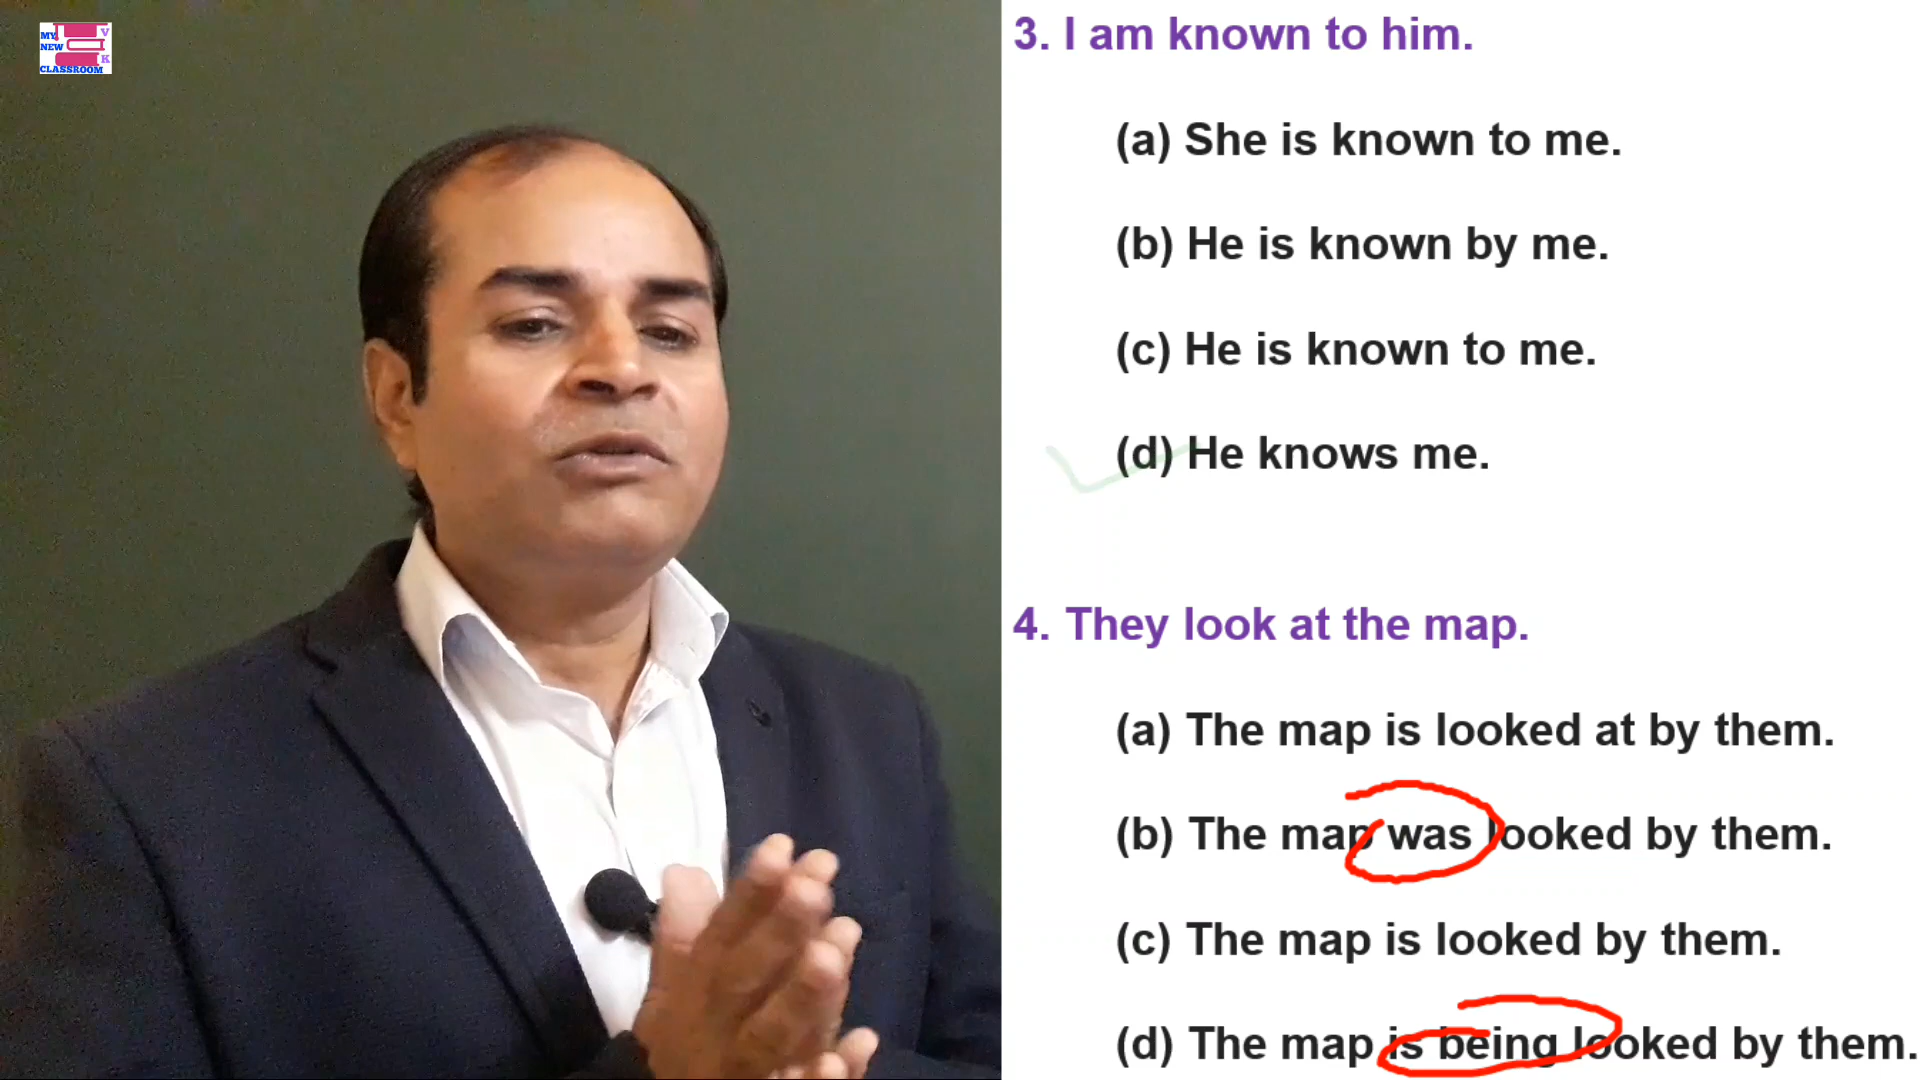 MY
NEW
CLASSROOM
V
K
3. I am known to him.
(a) She is known to me.
(b) He is known by me.
(c) He is known to me.
(d) He knows me.
4. They look at the map.
(a) The map is looked at by them.
(b) The map was looked by them.
(c) The map is looked by them.
(d) The map is being looked by them.